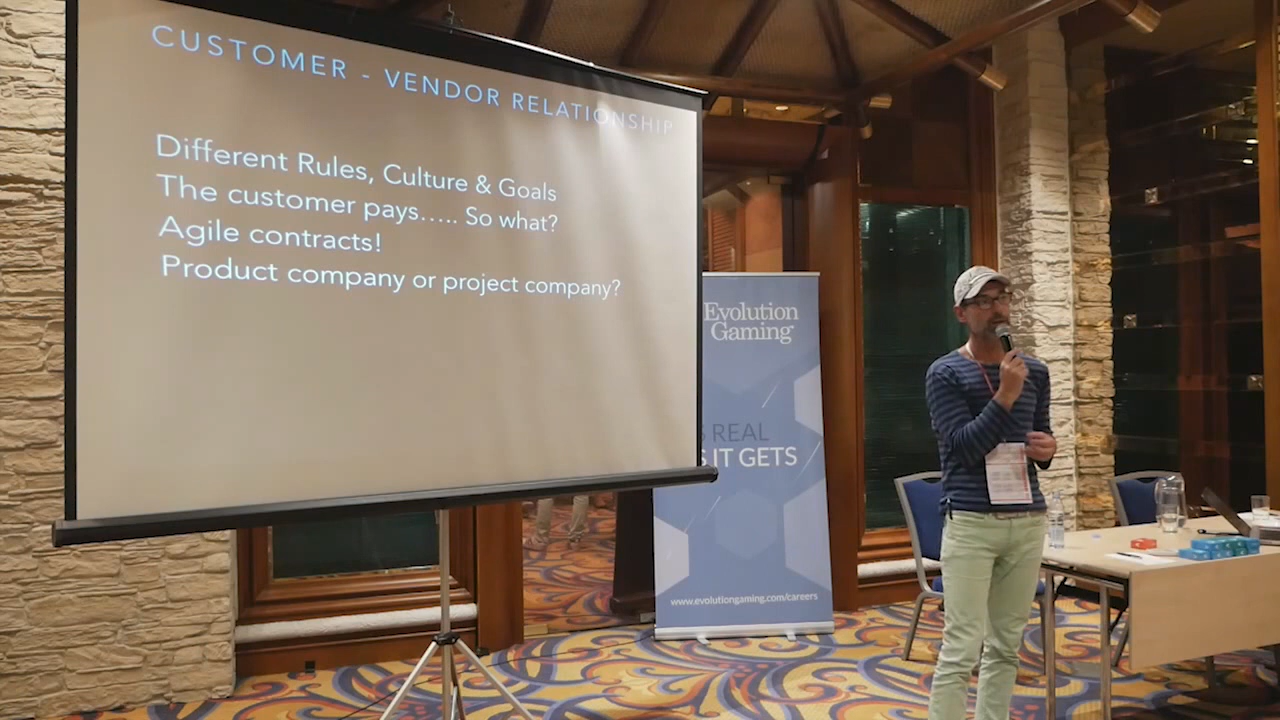 CUSTOMER - VENDOR RELATIONSHIP
Different Rules, Culture & Goals
The customer pays..... So what?
Agile contracts!
Product company or project company?
Evolution
Gaming
REAL
IT GETS
www.evolutiongaming.com/careers